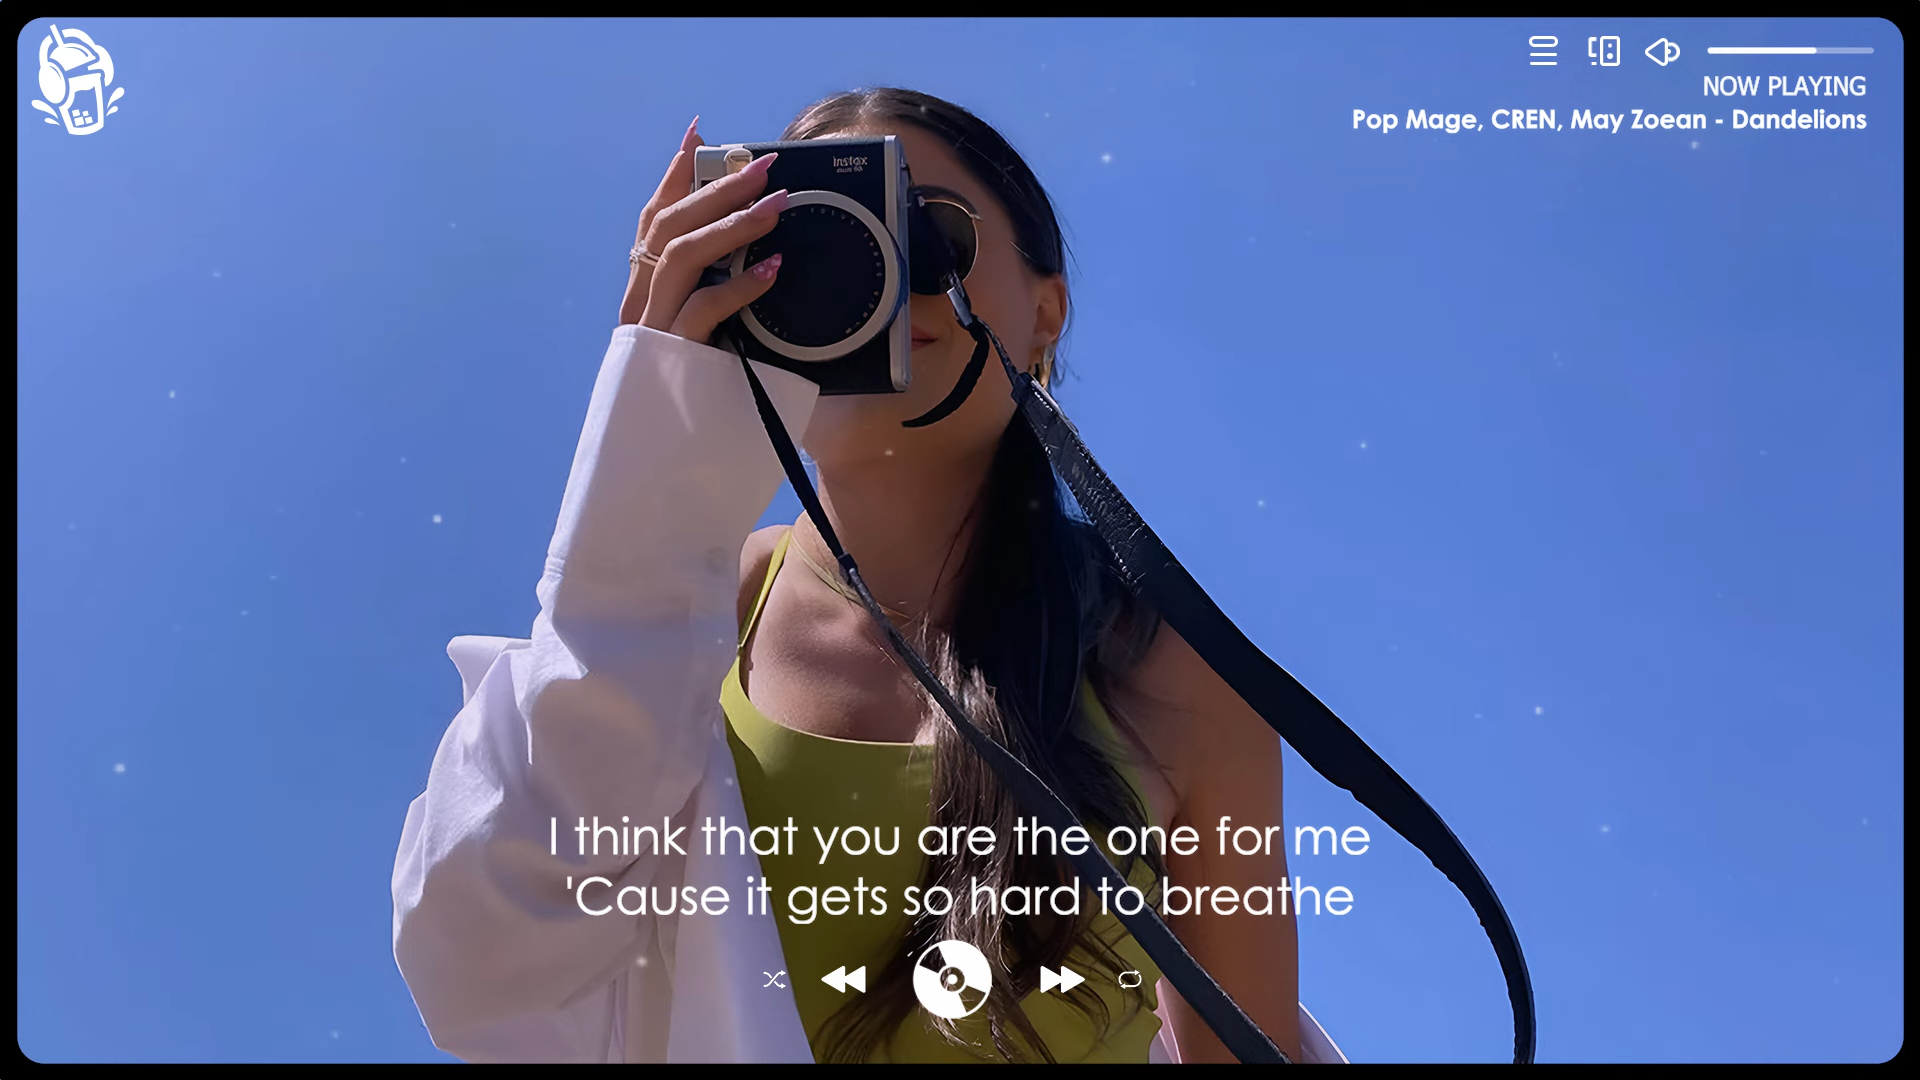 NOW PLAYING
Pop Mage, CREN, May Zoean - Dandelions
instax
I think that you are the one for me
'Cause it gets so hard to breathe